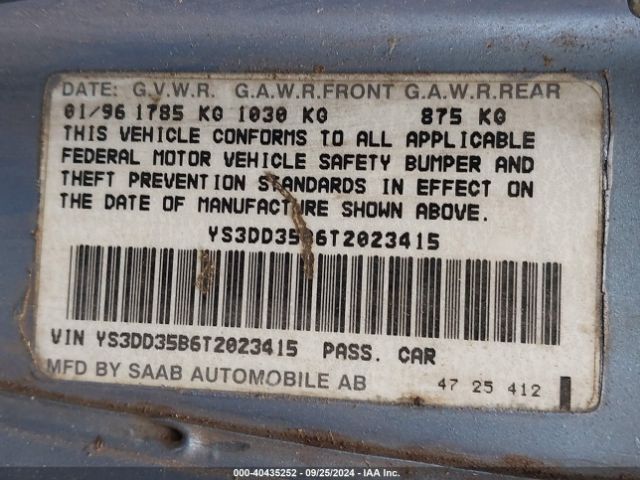 DATE: G.V.W.R. G.A.W.R.FRONT G.A.W.R.REAR
01/96 1785 KG 1030 KG 875 KG
THIS VEHICLE CONFORMS TO ALL APPLICABLE
FEDERAL MOTOR VEHICLE SAFETY BUMPER AND
THEFT PREVENTION STANDARDS IN EFFECT ON
THE DATE OF MANUFACTURE SHOWN ABOVE.
YS3DD35B6T2023415
VIN YS3DD35B6T2023415 PASS. CAR
MFD BY SAAB AUTOMOBILE AB 47 25 412
000-40435252 - 09/25/2024 - IAA Inc.